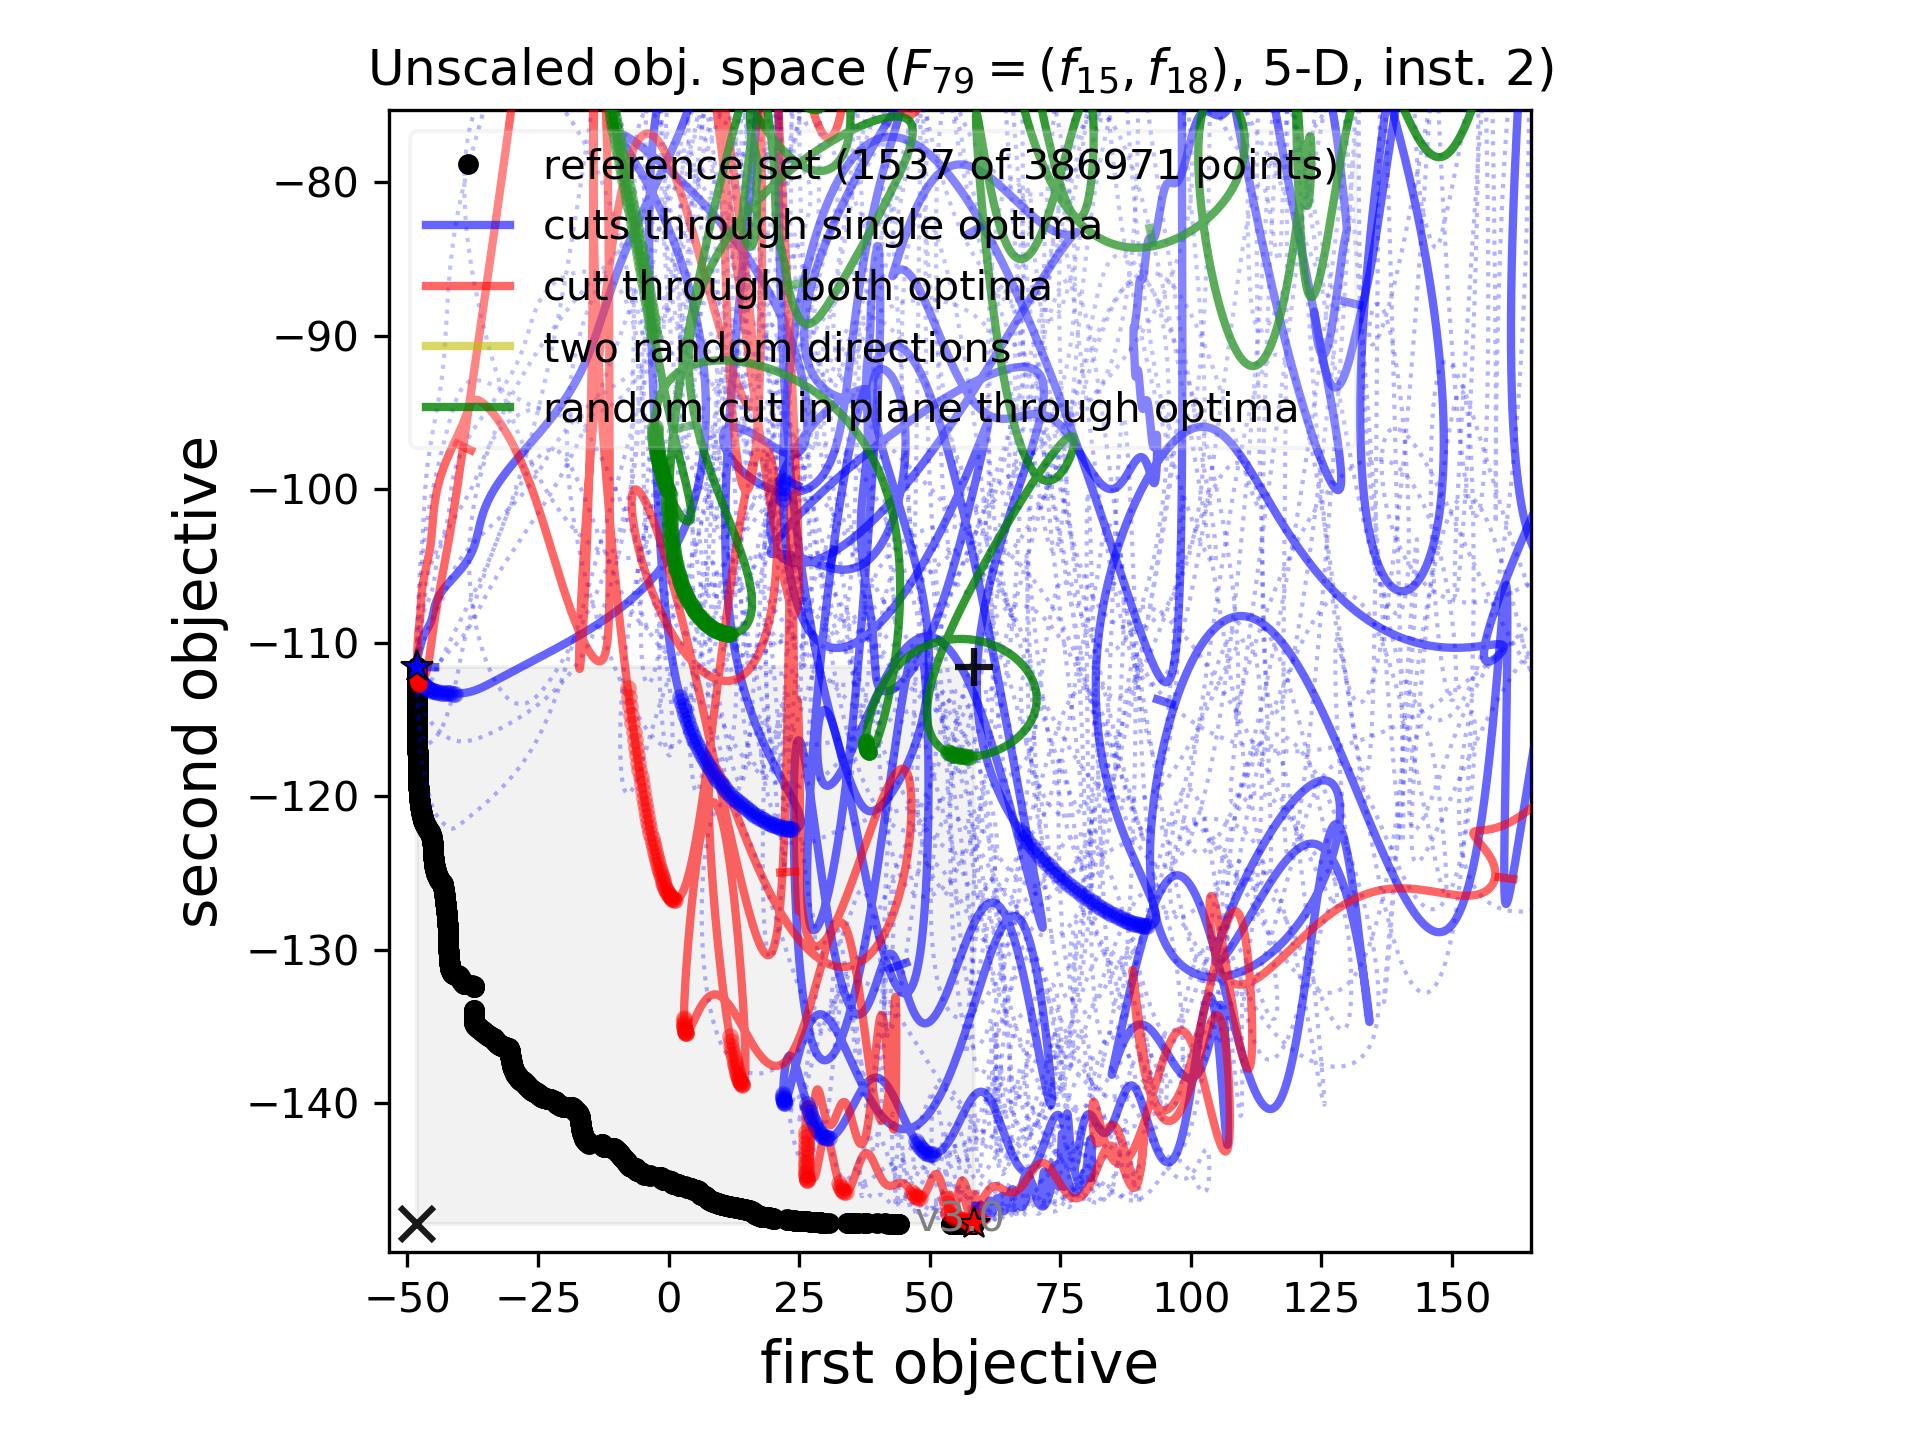 Unscaled obj. space (F79 = (f15, f18), 5-D, inst. 2)
reference set (1537 of 386971 points)
cuts through single optima
cut through both optima
two random directions
random cut in plane through optima
second objective
−80
−90
−100
−110
−120
−130
−140
v3.0
−50 −25 0 25 50 75 100 125 150
first objective